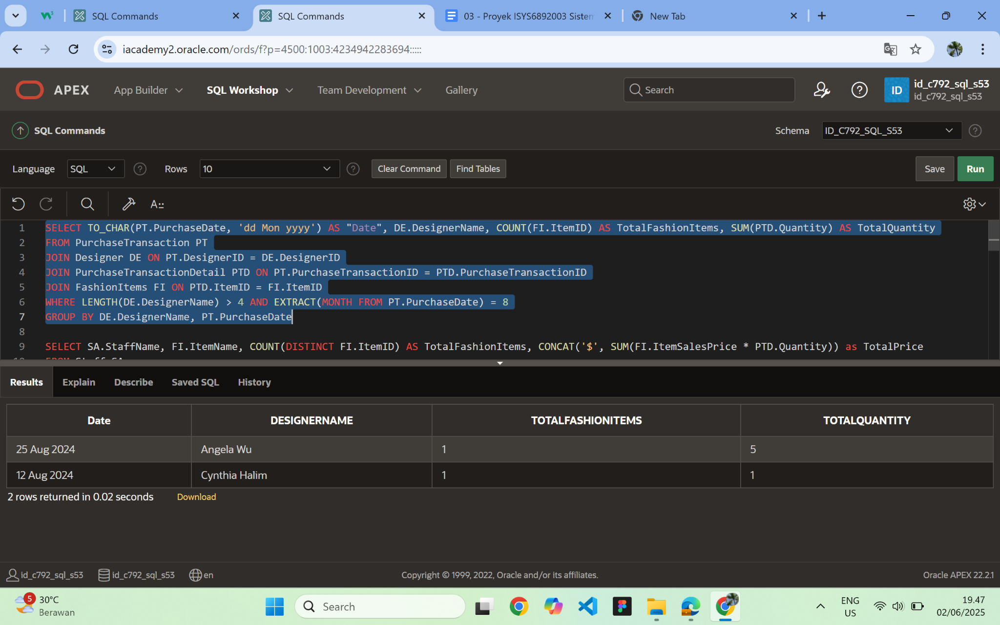 SQL Commands
SQL Commands
03 - Proyek ISYS6892003 Sistem
New Tab
iacademy2.oracle.com/ords/f?p=4500:1003:4234942283694:::::
APEX
App Builder
SQL Workshop
Team Development
Gallery
Search
ID
id_c792_sql_s53
id_c792_sql_s53
SQL Commands
Schema
ID_C792_SQL_S53
Language
SQL
Rows
10
Clear Command
Find Tables
Save
Run
A::
1 SELECT TO_CHAR(PT.PurchaseDate, 'dd Mon yyyy') AS "Date", DE.DesignerName, COUNT(FI.ItemID) AS TotalFashionItems, SUM(PTD.Quantity) AS TotalQuantity
2 FROM PurchaseTransaction PT
3 JOIN Designer DE ON PT.DesignerID = DE.DesignerID
4 JOIN PurchaseTransactionDetail PTD ON PT.PurchaseTransactionID = PTD.PurchaseTransactionID
5 JOIN FashionItems FI ON PTD.ItemID = FI.ItemID
6 WHERE LENGTH(DE.DesignerName) > 4 AND EXTRACT(MONTH FROM PT.PurchaseDate) = 8
7 GROUP BY DE.DesignerName, PT.PurchaseDate
8
9 SELECT SA.StaffName, FI.ItemName, COUNT(DISTINCT FI.ItemID) AS TotalFashionItems, CONCAT('$', SUM(FI.ItemSalesPrice * PTD.Quantity)) as TotalPrice
Results Explain Describe Saved SQL History
Date DESIGNERNAME TOTALFASHIONITEMS TOTALQUANTITY
25 Aug 2024 Angela Wu 1 5
12 Aug 2024 Cynthia Halim 1 1
2 rows returned in 0.02 seconds Download
id_c792_sql_s53 id_c792_sql_s53 en
Copyright © 1999, 2022, Oracle and/or its affiliates.
Oracle APEX 22.2.1
5
30°C
Berawan
Search
ENG
US
19.47
02/06/2025